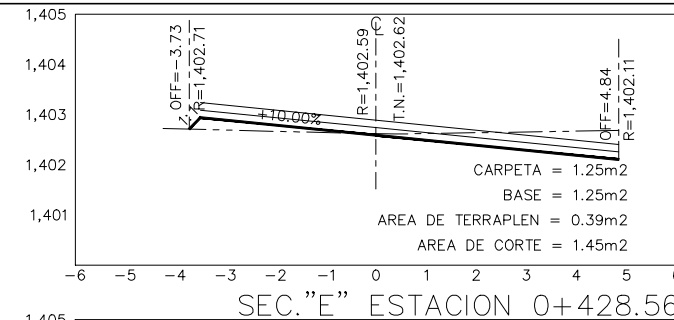 1,405
1,404
1,403
1,402
1,401
OFF=-3.73
R=1,402.71
+10.00%
R=1,402.59
T.N.=1,402.62
OFF=4.84
R=1,402.11
CARPETA = 1.25m2
BASE = 1.25m2
AREA DE TERRAPLEN = 0.39m2
AREA DE CORTE = 1.45m2
-6 -5 -4 -3 -2 -1 0 1 2 3 4 5 6
SEC."E" ESTACION 0+428.56
1,405